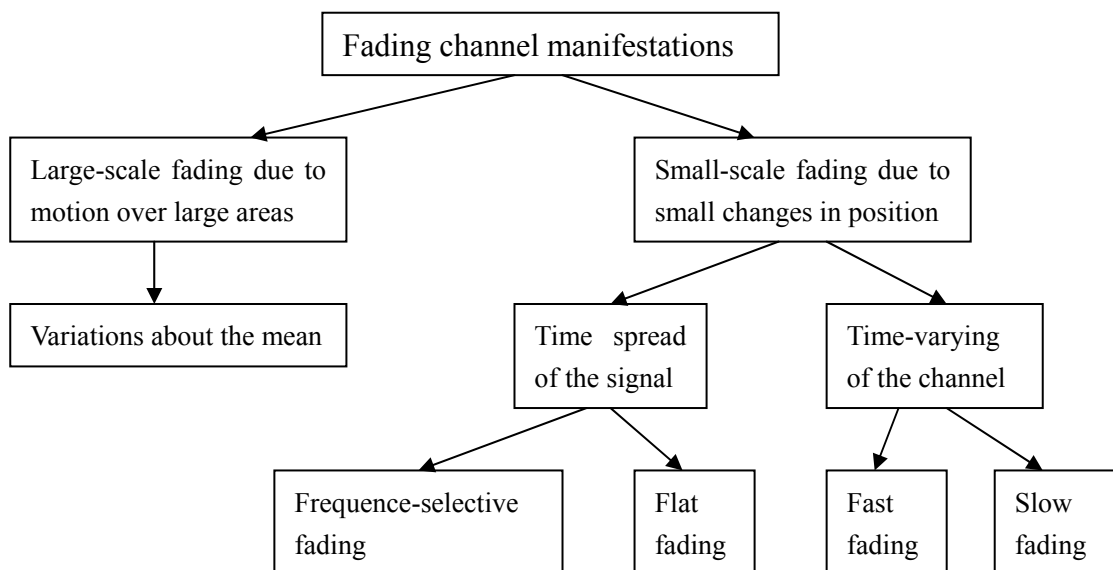 Fading channel manifestations
Large-scale fading due to
motion over large areas
Small-scale fading due to
small changes in position
Variations about the mean
Time spread
of the signal
Time-varying
of the channel
Frequence-selective
fading
Flat
fading
Fast
fading
Slow
fading